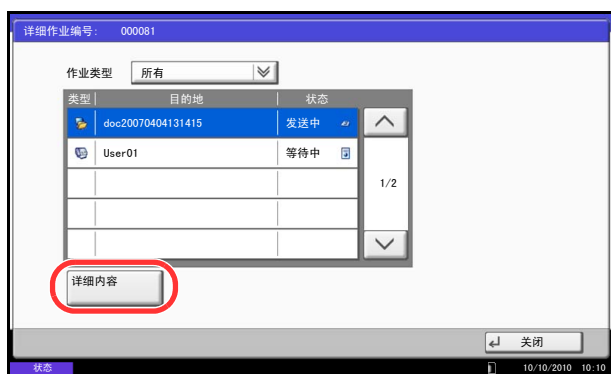 详细作业编号: 000081
作业类型 所有
类型 目的地 状态
doc20070404131415 发送中
User01 等待中
1/2
详细内容
关闭
状态 10/10/2010 10:10